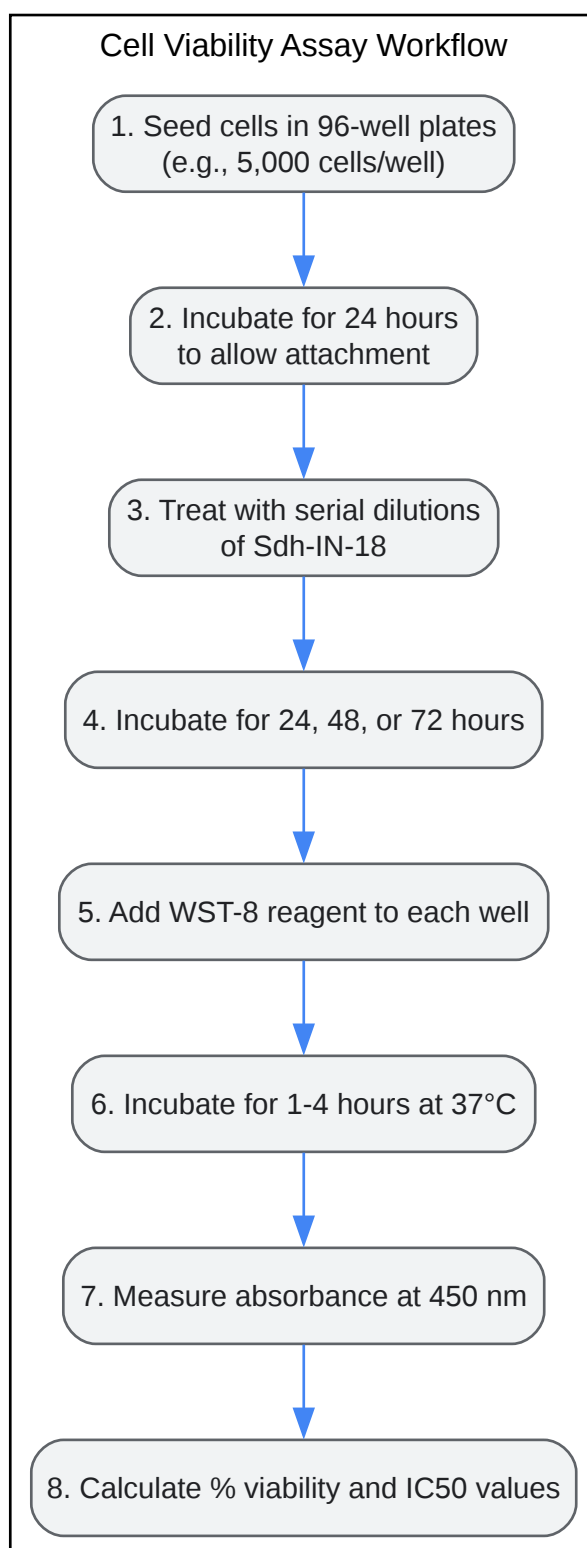 Cell Viability Assay Workflow
1. Seed cells in 96-well plates
(e.g., 5,000 cells/well)
2. Incubate for 24 hours
to allow attachment
3. Treat with serial dilutions
of Sdh-IN-18
4. Incubate for 24, 48, or 72 hours
5. Add WST-8 reagent to each well
6. Incubate for 1-4 hours at 37°C
7. Measure absorbance at 450 nm
8. Calculate % viability and IC50 values